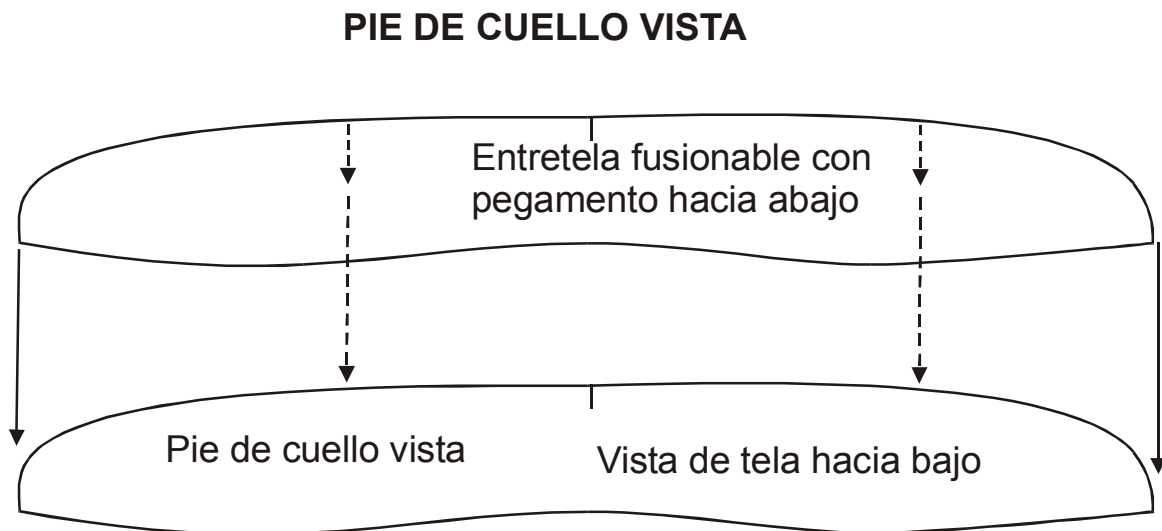 PIE DE CUELLO VISTA
Entretela fusionable con
pegamento hacia abajo
Pie de cuello vista
Vista de tela hacia bajo